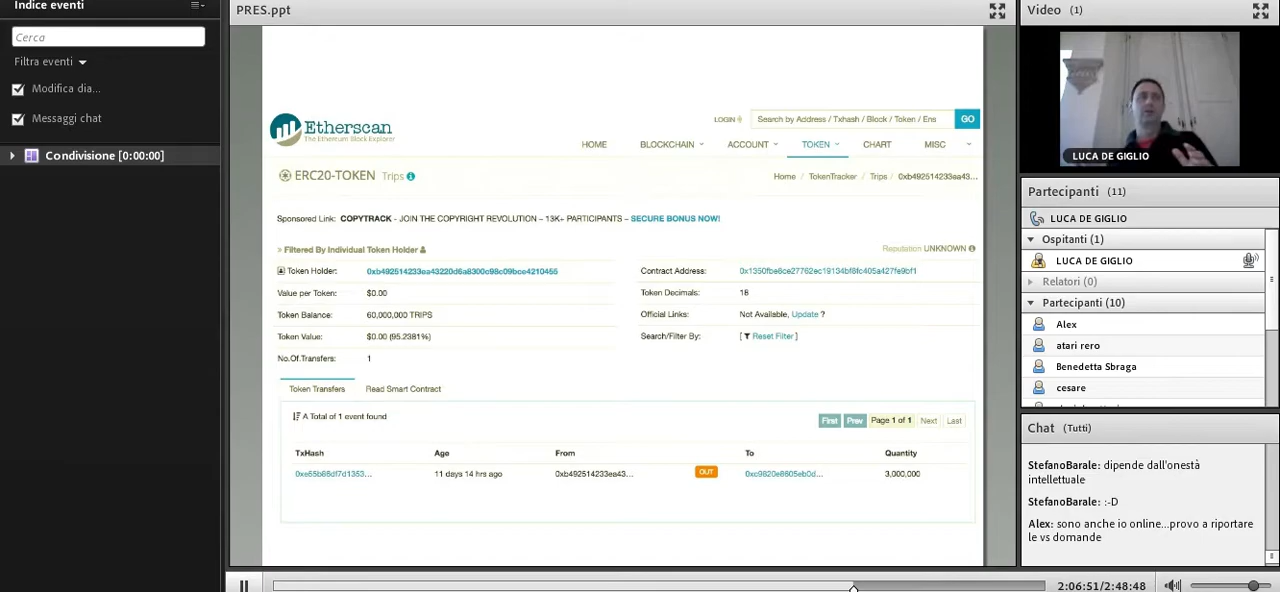 Indice eventi
Cerca
Filtra eventi
Modifica dia...
Messaggi chat
Condivisione [0:00:00]
PRES.ppt
Etherscan
The Ethereum Block Explorer
LOGIN
Search by Address / Txhash / Block / Token / Ens
GO
HOME BLOCKCHAIN ACCOUNT TOKEN CHART MISC
ERC20-TOKEN Trips
Home / TokenTracker / Trips / 0xb492514233ea43...
Sponsored Link: COPYTRACK - JOIN THE COPYRIGHT REVOLUTION – 13K+ PARTICIPANTS – SECURE BONUS NOW!
» Filtered By Individual Token Holder
Reputation UNKNOWN
Token Holder: 0xb492514233ea43220d6a8300c98c09bce4210455
Value per Token: $0.00
Token Balance: 60,000,000 TRIPS
Token Value: $0.00 (95.2381%)
No.Of.Transfers: 1
Contract Address: 0x1350fbe6ce27762ec19134bf8fc405a427fe9bf1
Token Decimals: 18
Official Links: Not Available, Update ?
Search/Filter By: [ Reset Filter]
Token Transfers Read Smart Contract
A Total of 1 event found
First Prev Page 1 of 1 Next Last
TxHash Age From To Quantity
0xe55b86df7d1353... 11 days 14 hrs ago 0xb492514233ea43... OUT 0xc9820e8605eb0d... 3,000,000
2:06:51/2:48:48
Video (1)
LUCA DE GIGLIO
Partecipanti (11)
LUCA DE GIGLIO
Ospitanti (1)
LUCA DE GIGLIO
Relatori (0)
Partecipanti (10)
Alex
atari rero
Benedetta Sbraga
cesare
Chat (Tutti)
StefanoBarale: dipende dall'onestà
intellettuale
StefanoBarale: :-D
Alex: sono anche io online...provo a riportare
le vs domande